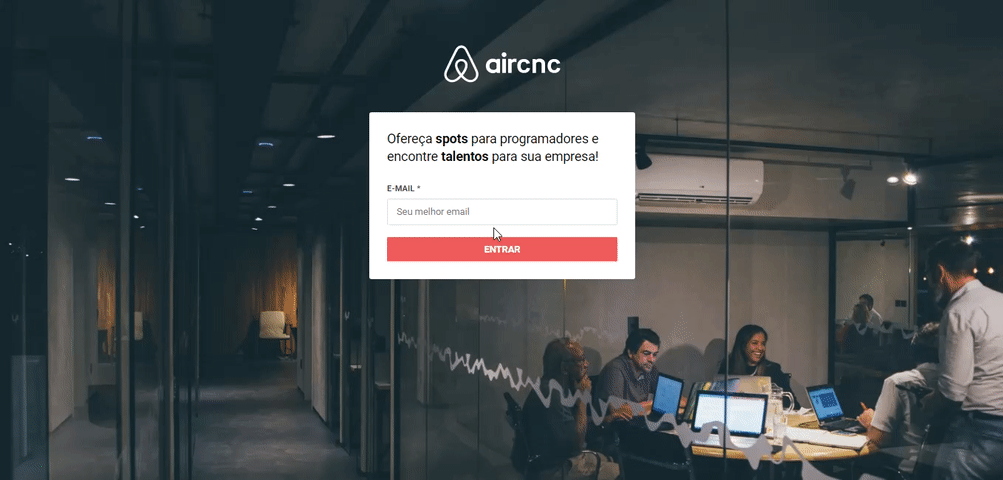 aircnc
Ofereça spots para programadores e
encontre talentos para sua empresa!
E-MAIL *
Seu melhor email
ENTRAR